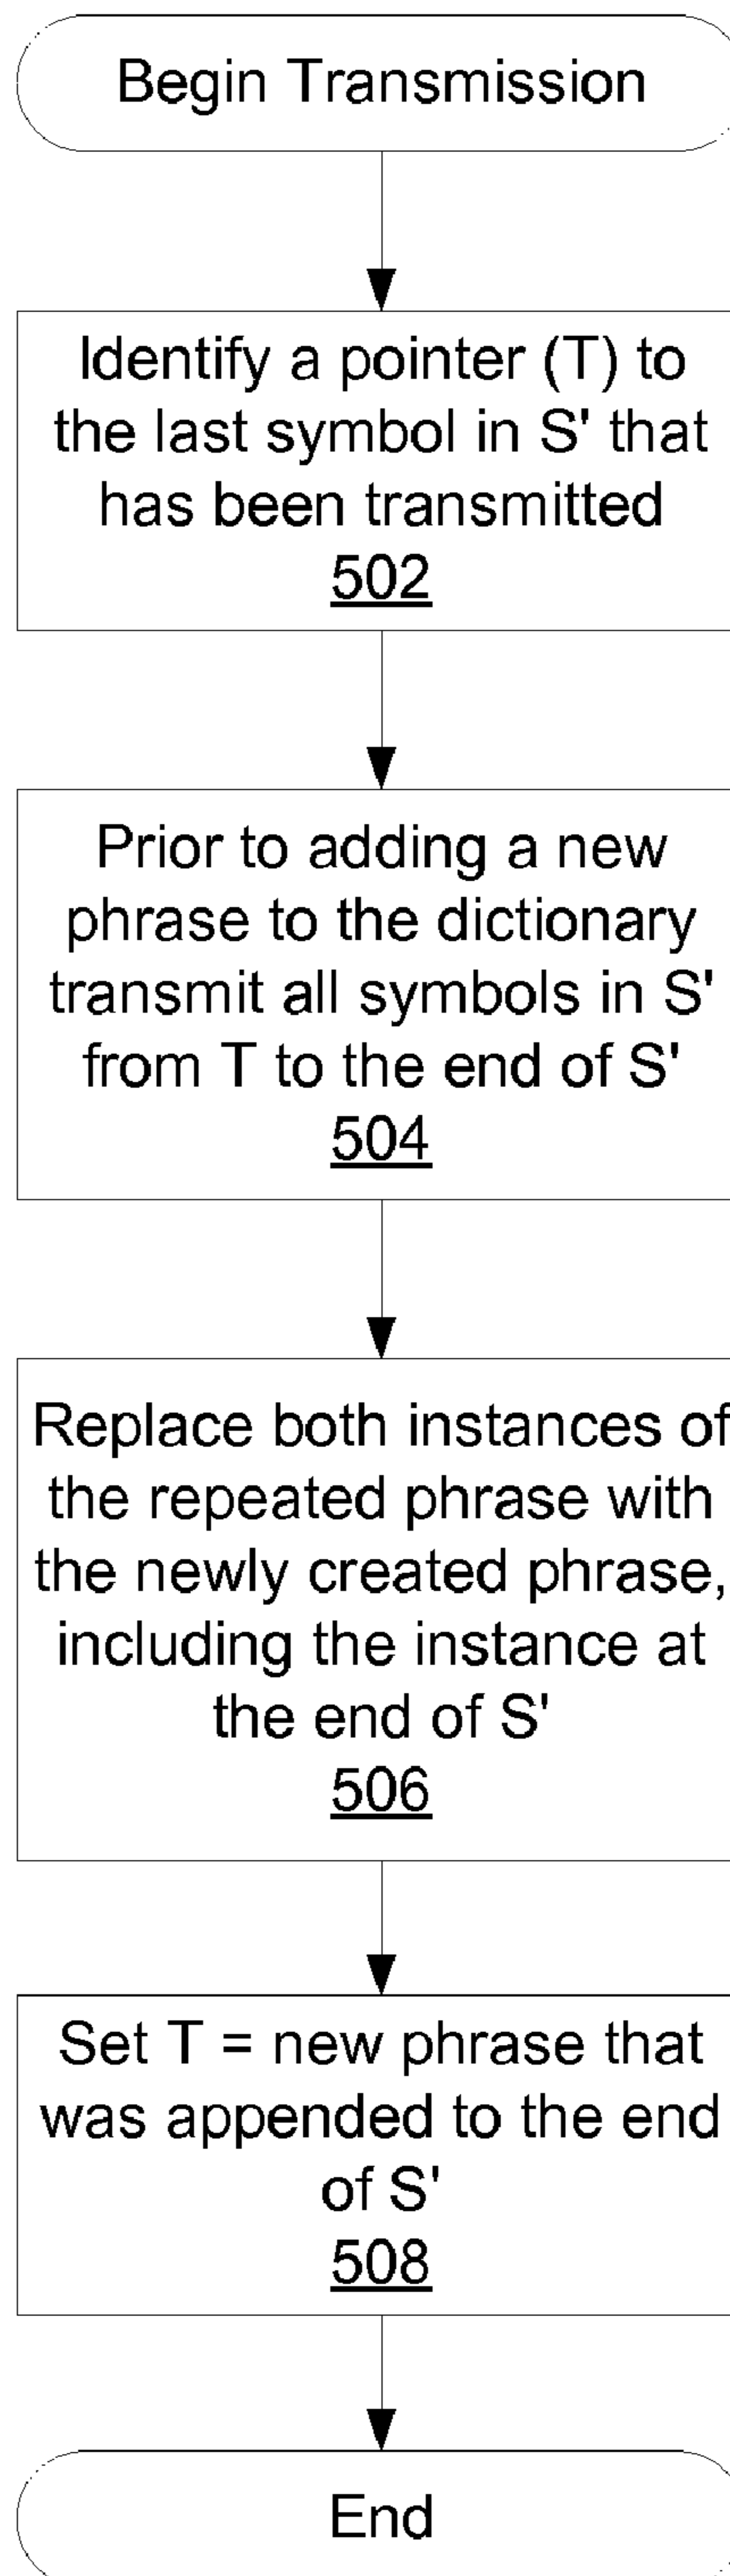 Begin Transmission
Identify a pointer (T) to
the last symbol in S' that
has been transmitted
502
Prior to adding a new
phrase to the dictionary
transmit all symbols in S'
from T to the end of S'
504
Replace both instances of
the repeated phrase with
the newly created phrase,
including the instance at
the end of S'
506
Set T = new phrase that
was appended to the end
of S'
508
End